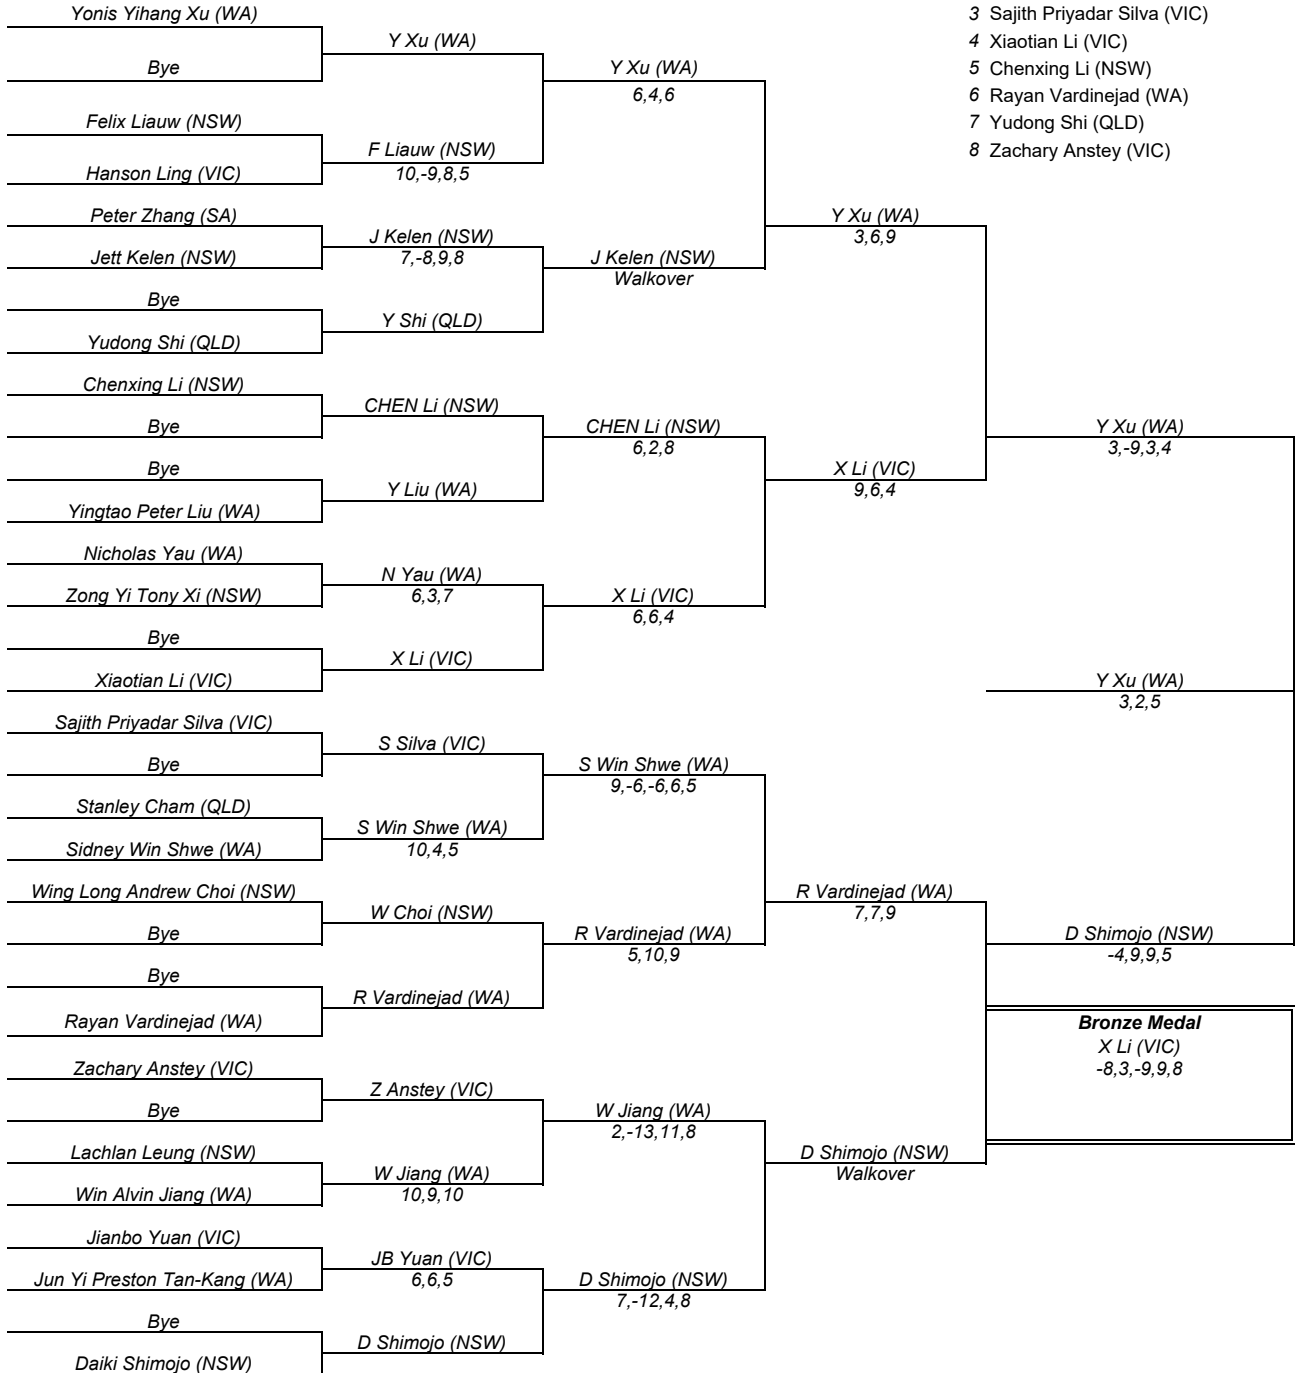 Yonis Yihang Xu (WA)
Bye
Felix Liauw (NSW)
Hanson Ling (VIC)
Peter Zhang (SA)
Jett Kelen (NSW)
Bye
Yudong Shi (QLD)
Chenxing Li (NSW)
Bye
Bye
Yingtao Peter Liu (WA)
Nicholas Yau (WA)
Zong Yi Tony Xi (NSW)
Bye
Xiaotian Li (VIC)
Sajith Priyadar Silva (VIC)
Bye
Stanley Cham (QLD)
Sidney Win Shwe (WA)
Wing Long Andrew Choi (NSW)
Bye
Bye
Rayan Vardinejad (WA)
Zachary Anstey (VIC)
Bye
Lachlan Leung (NSW)
Win Alvin Jiang (WA)
Jianbo Yuan (VIC)
Jun Yi Preston Tan-Kang (WA)
Bye
Daiki Shimojo (NSW)
Y Xu (WA)
F Liauw (NSW)
10,-9,8,5
J Kelen (NSW)
7,-8,9,8
Y Shi (QLD)
CHEN Li (NSW)
Y Liu (WA)
N Yau (WA)
6,3,7
X Li (VIC)
S Silva (VIC)
S Win Shwe (WA)
10,4,5
W Choi (NSW)
R Vardinejad (WA)
Z Anstey (VIC)
W Jiang (WA)
10,9,10
JB Yuan (VIC)
6,6,5
D Shimojo (NSW)
Y Xu (WA)
6,4,6
J Kelen (NSW)
Walkover
CHEN Li (NSW)
6,2,8
X Li (VIC)
6,6,4
S Win Shwe (WA)
9,-6,-6,6,5
R Vardinejad (WA)
5,10,9
W Jiang (WA)
2,-13,11,8
D Shimojo (NSW)
7,-12,4,8
Y Xu (WA)
3,6,9
X Li (VIC)
9,6,4
R Vardinejad (WA)
7,7,9
D Shimojo (NSW)
Walkover
3 Sajith Priyadar Silva (VIC)
4 Xiaotian Li (VIC)
5 Chenxing Li (NSW)
6 Rayan Vardinejad (WA)
7 Yudong Shi (QLD)
8 Zachary Anstey (VIC)
Y Xu (WA)
3,-9,3,4
Y Xu (WA)
3,2,5
D Shimojo (NSW)
-4,9,9,5
Bronze Medal
X Li (VIC)
-8,3,-9,9,8